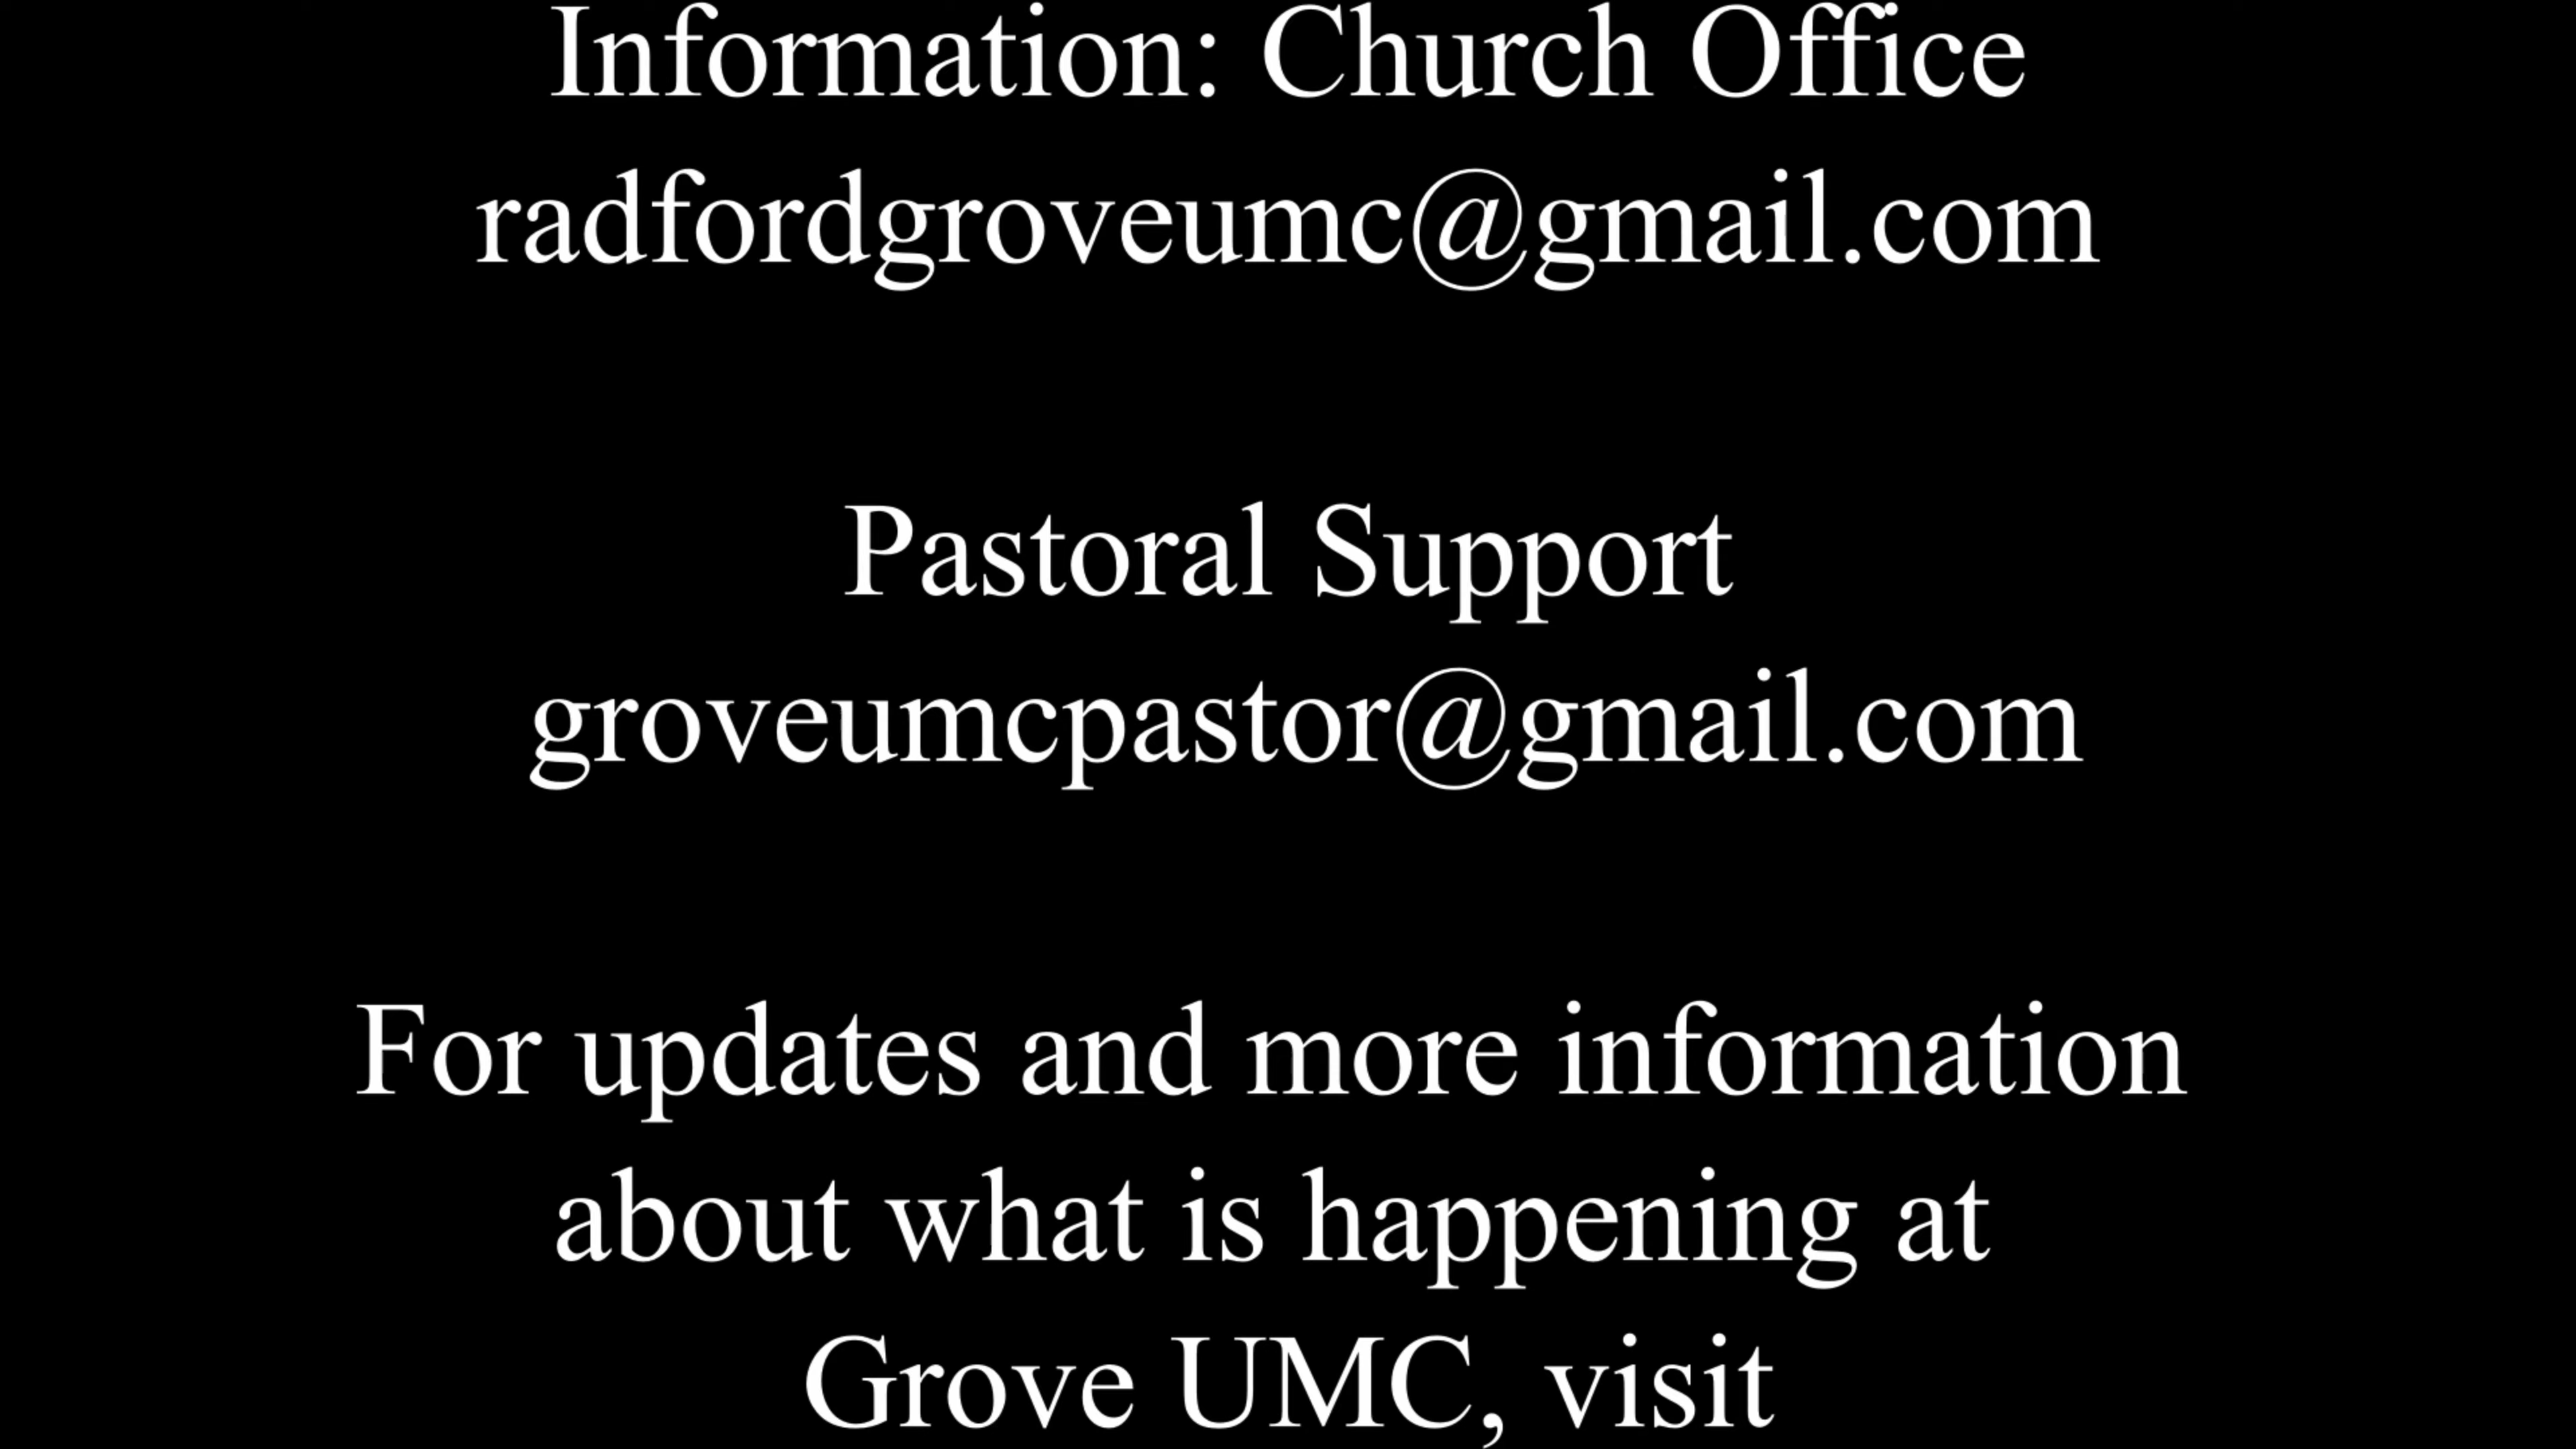 Information: Church Office
radfordgroveumc@gmail.com
Pastoral Support
groveumcpastor@gmail.com
For updates and more information
about what is happening at
Grove UMC, visit